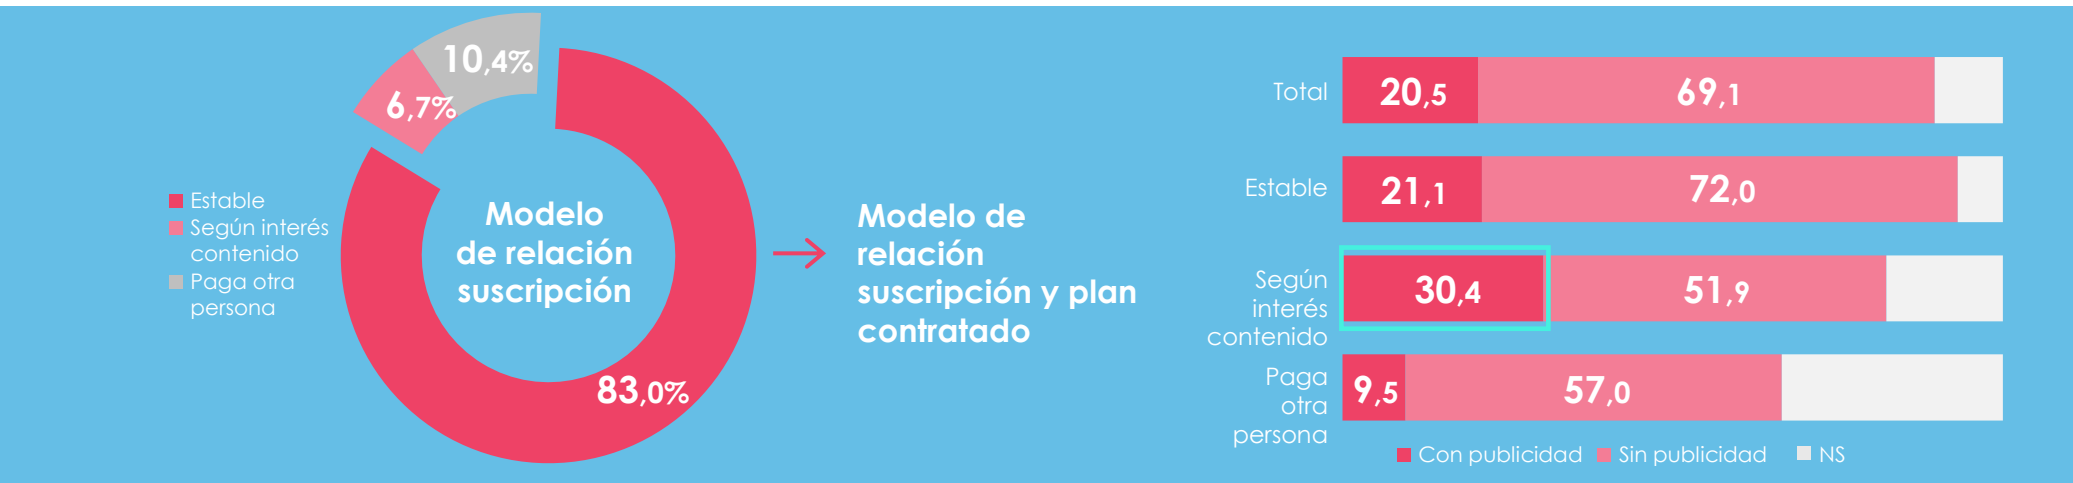 10,4%
6,7%
83,0%
Estable
Según interés
contenido
Paga otra
persona
Modelo
de relación
suscripción
Modelo de
relación
suscripción y plan
contratado
Total
20,5
69,1
Estable
21,1
72,0
Según
interés
contenido
30,4
51,9
Paga
otra
persona
9,5
57,0
Con publicidad
Sin publicidad
NS